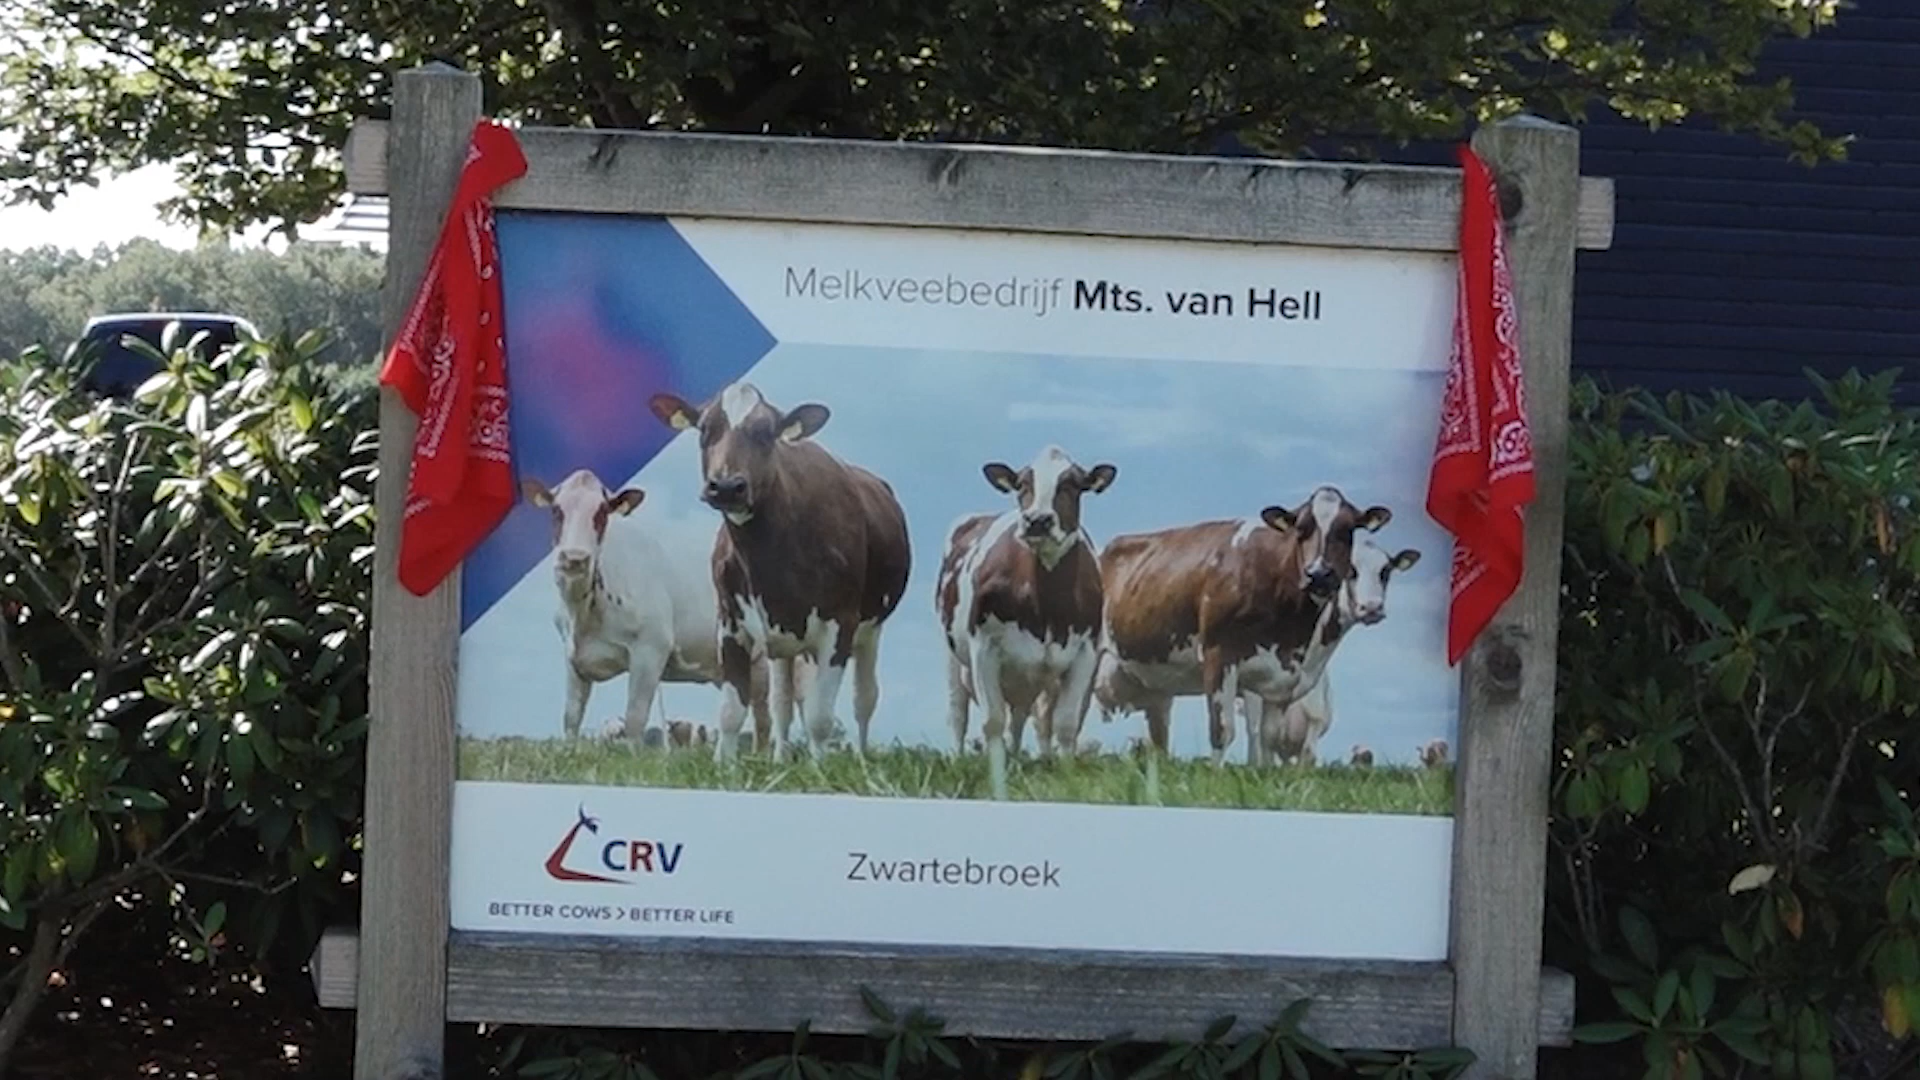 Melkveebedrijf Mts. van Hell
CRV
Zwartebroek
BETTER COWS > BETTER LIFE